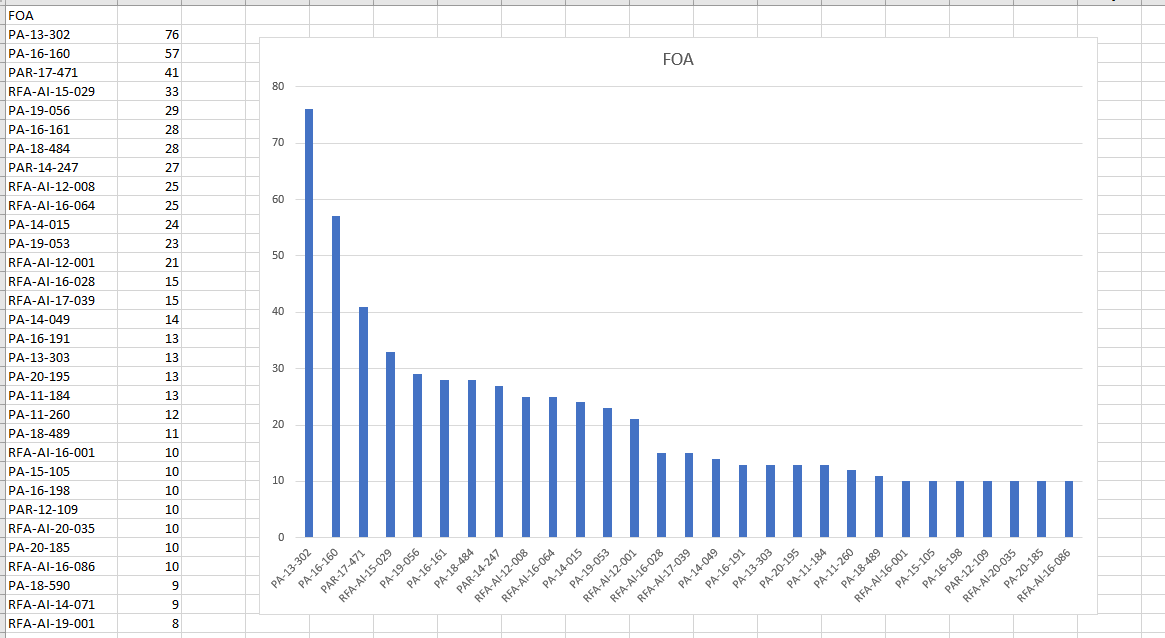 FOA
PA-13-302 76
PA-16-160 57
PAR-17-471 41
RFA-AI-15-029 33
PA-19-056 29
PA-16-161 28
PA-18-484 28
PAR-14-247 27
RFA-AI-12-008 25
RFA-AI-16-064 25
PA-14-015 24
PA-19-053 23
RFA-AI-12-001 21
RFA-AI-16-028 15
RFA-AI-17-039 15
PA-14-049 14
PA-16-191 13
PA-13-303 13
PA-20-195 13
PA-11-184 13
PA-11-260 12
PA-18-489 11
RFA-AI-16-001 10
PA-15-105 10
PA-16-198 10
PAR-12-109 10
RFA-AI-20-035 10
PA-20-185 10
RFA-AI-16-086 10
PA-18-590 9
RFA-AI-14-071 9
RFA-AI-19-001 8
FOA
80
70
60
50
40
30
20
10
0
PA-13-302
PA-16-160
PAR-17-471
RFA-AI-15-029
PA-19-056
PA-16-161
PA-18-484
PAR-14-247
RFA-AI-12-008
RFA-AI-16-064
PA-14-015
PA-19-053
RFA-AI-12-001
RFA-AI-16-028
RFA-AI-17-039
PA-14-049
PA-16-191
PA-13-303
PA-20-195
PA-11-184
PA-11-260
PA-18-489
RFA-AI-16-001
PA-15-105
PA-16-198
PAR-12-109
RFA-AI-20-035
PA-20-185
RFA-AI-16-086